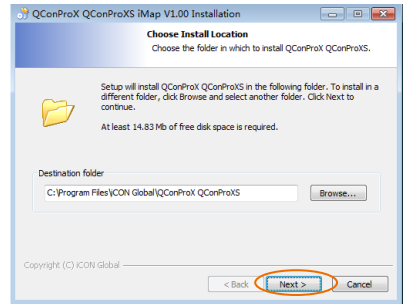 QConProX QConProXS iMap V1.00 Installation
Choose Install Location
Choose the folder in which to install QConProX QConProXS.
Setup will install QConProX QConProXS in the following folder. To install in a
different folder, click Browse and select another folder. Click Next to
continue.
At least 14.83 Mb of free disk space is required.
Destination folder
C:\Program Files\iCON Global\QConProX QConProXS
Browse...
Copyright (C) iCON Global
< Back
Next >
Cancel